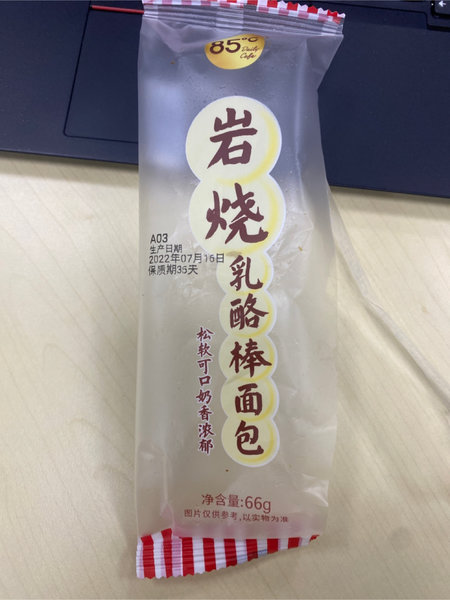 85°C
Daily
Cafe
岩烧乳酪棒面包
A03
生产日期
2022年07月16日
保质期35天
松软可口奶香浓郁
净含量:66g
图片仅供参考,以实物为准